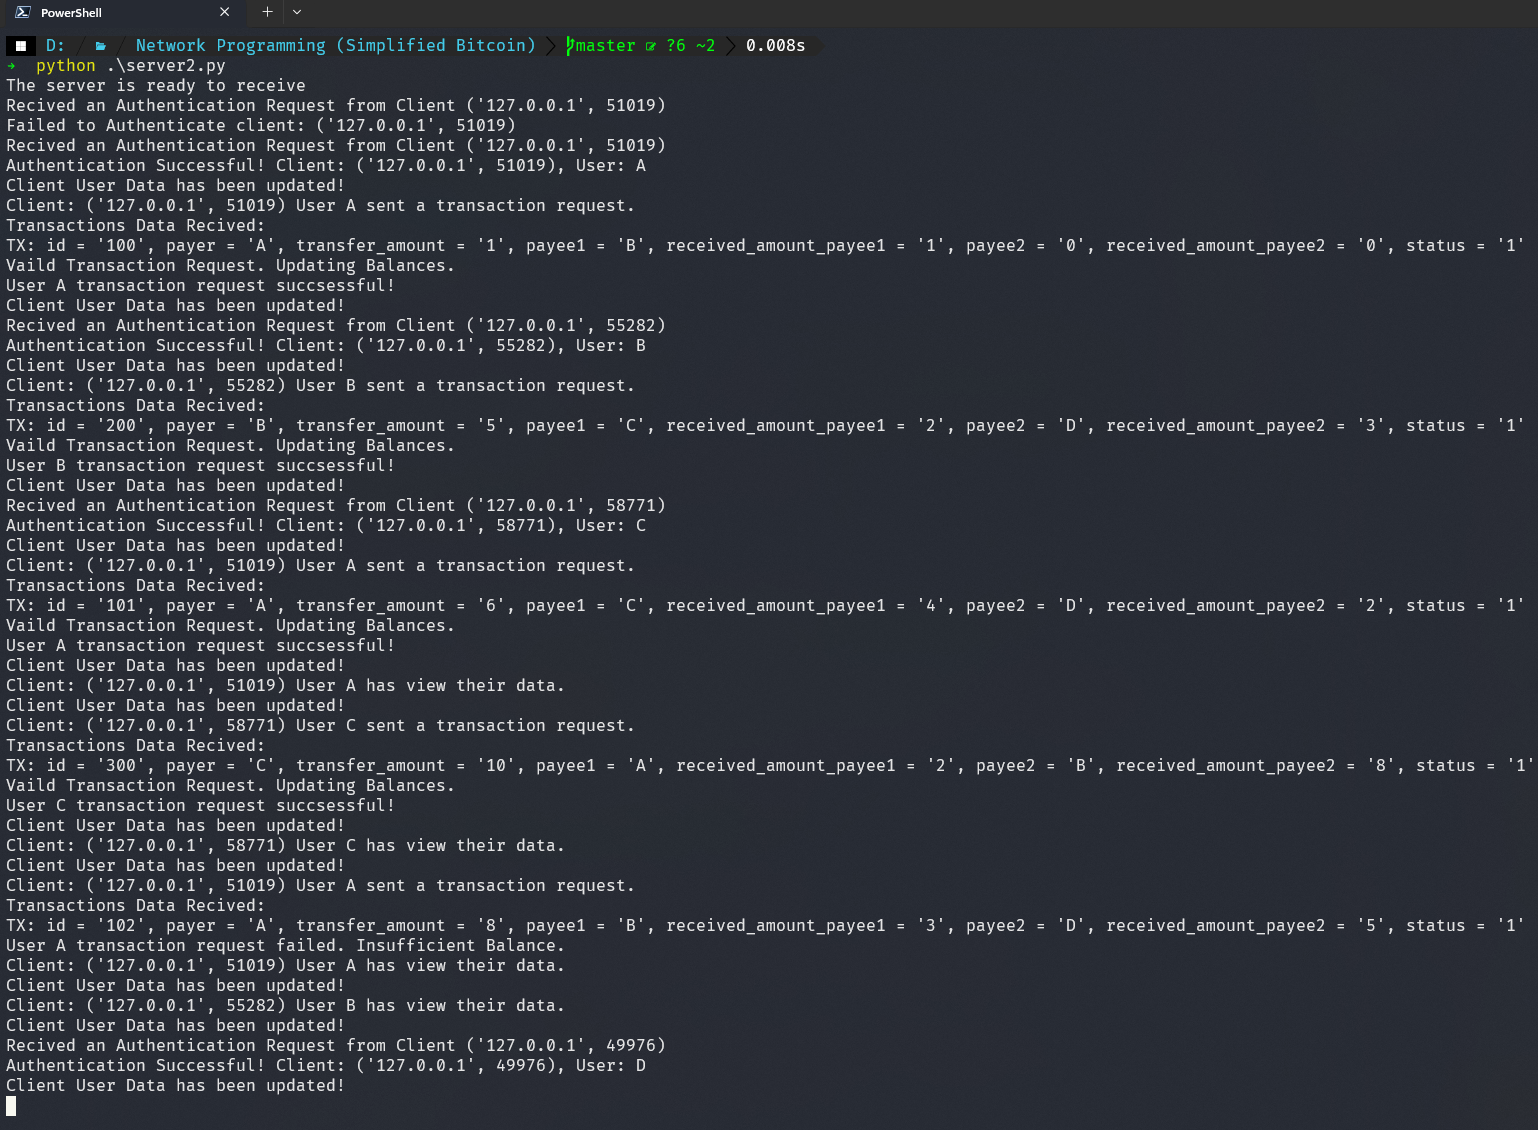 PowerShell
D: Network Programming (Simplified Bitcoin) master ?6 ~2 0.008s
→ python .\server2.py
The server is ready to receive
Recived an Authentication Request from Client ('127.0.0.1', 51019)
Failed to Authenticate client: ('127.0.0.1', 51019)
Recived an Authentication Request from Client ('127.0.0.1', 51019)
Authentication Successful! Client: ('127.0.0.1', 51019), User: A
Client User Data has been updated!
Client: ('127.0.0.1', 51019) User A sent a transaction request.
Transactions Data Recived:
TX: id = '100', payer = 'A', transfer_amount = '1', payee1 = 'B', received_amount_payee1 = '1', payee2 = '0', received_amount_payee2 = '0', status = '1'
Vaild Transaction Request. Updating Balances.
User A transaction request succsessful!
Client User Data has been updated!
Recived an Authentication Request from Client ('127.0.0.1', 55282)
Authentication Successful! Client: ('127.0.0.1', 55282), User: B
Client User Data has been updated!
Client: ('127.0.0.1', 55282) User B sent a transaction request.
Transactions Data Recived:
TX: id = '200', payer = 'B', transfer_amount = '5', payee1 = 'C', received_amount_payee1 = '2', payee2 = 'D', received_amount_payee2 = '3', status = '1'
Vaild Transaction Request. Updating Balances.
User B transaction request succsessful!
Client User Data has been updated!
Recived an Authentication Request from Client ('127.0.0.1', 58771)
Authentication Successful! Client: ('127.0.0.1', 58771), User: C
Client User Data has been updated!
Client: ('127.0.0.1', 51019) User A sent a transaction request.
Transactions Data Recived:
TX: id = '101', payer = 'A', transfer_amount = '6', payee1 = 'C', received_amount_payee1 = '4', payee2 = 'D', received_amount_payee2 = '2', status = '1'
Vaild Transaction Request. Updating Balances.
User A transaction request succsessful!
Client User Data has been updated!
Client: ('127.0.0.1', 51019) User A has view their data.
Client User Data has been updated!
Client: ('127.0.0.1', 58771) User C sent a transaction request.
Transactions Data Recived:
TX: id = '300', payer = 'C', transfer_amount = '10', payee1 = 'A', received_amount_payee1 = '2', payee2 = 'B', received_amount_payee2 = '8', status = '1'
Vaild Transaction Request. Updating Balances.
User C transaction request succsessful!
Client User Data has been updated!
Client: ('127.0.0.1', 58771) User C has view their data.
Client User Data has been updated!
Client: ('127.0.0.1', 51019) User A sent a transaction request.
Transactions Data Recived:
TX: id = '102', payer = 'A', transfer_amount = '8', payee1 = 'B', received_amount_payee1 = '3', payee2 = 'D', received_amount_payee2 = '5', status = '1'
User A transaction request failed. Insufficient Balance.
Client: ('127.0.0.1', 51019) User A has view their data.
Client User Data has been updated!
Client: ('127.0.0.1', 55282) User B has view their data.
Client User Data has been updated!
Recived an Authentication Request from Client ('127.0.0.1', 49976)
Authentication Successful! Client: ('127.0.0.1', 49976), User: D
Client User Data has been updated!